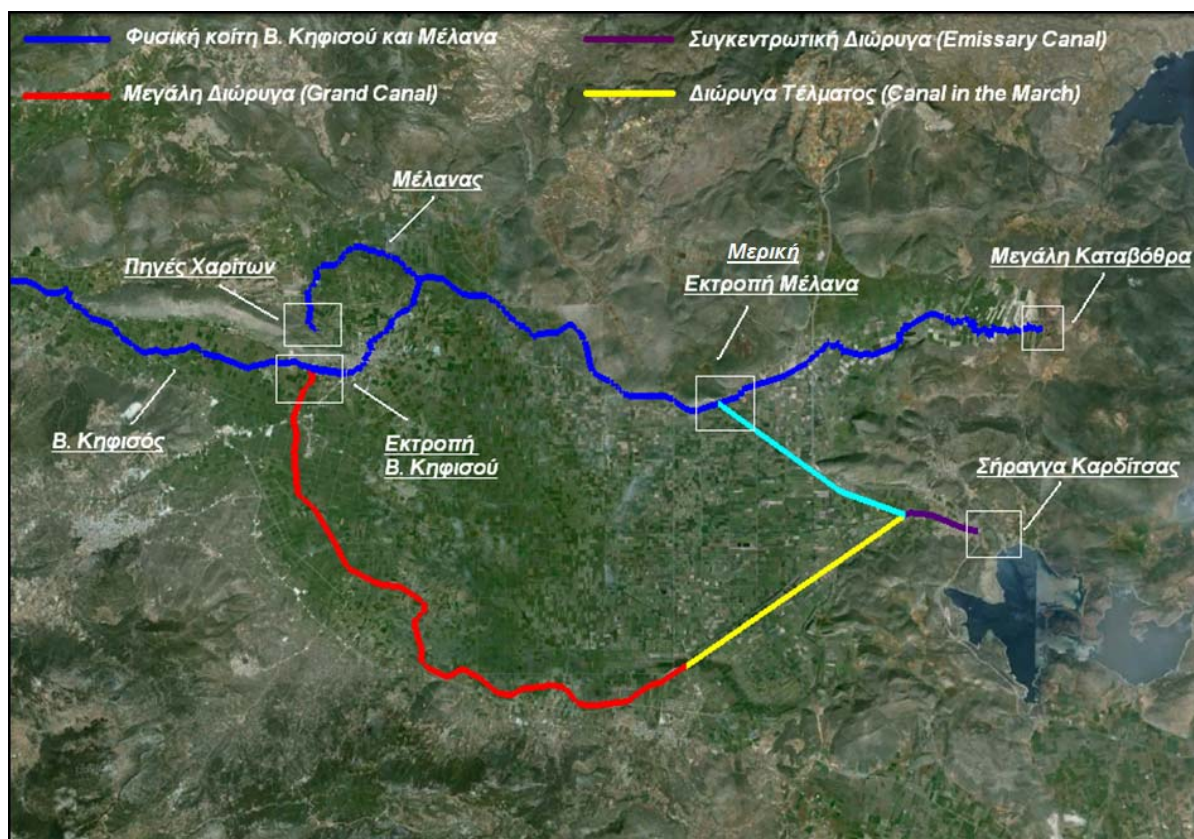 Φυσική κοίτη Β. Κηφισού και Μέλανα
Συγκεντρωτική Διώρυγα (Emissary Canal)
Μεγάλη Διώρυγα (Grand Canal)
Διώρυγα Τέλματος (Canal in the March)
Μέλανας
Πηγές Χαρίτων
Μερική
Εκτροπή Μέλανα
Μεγάλη Καταβόθρα
Β. Κηφισός
Εκτροπή
Β. Κηφισού
Σήραγγα Καρδίτσας